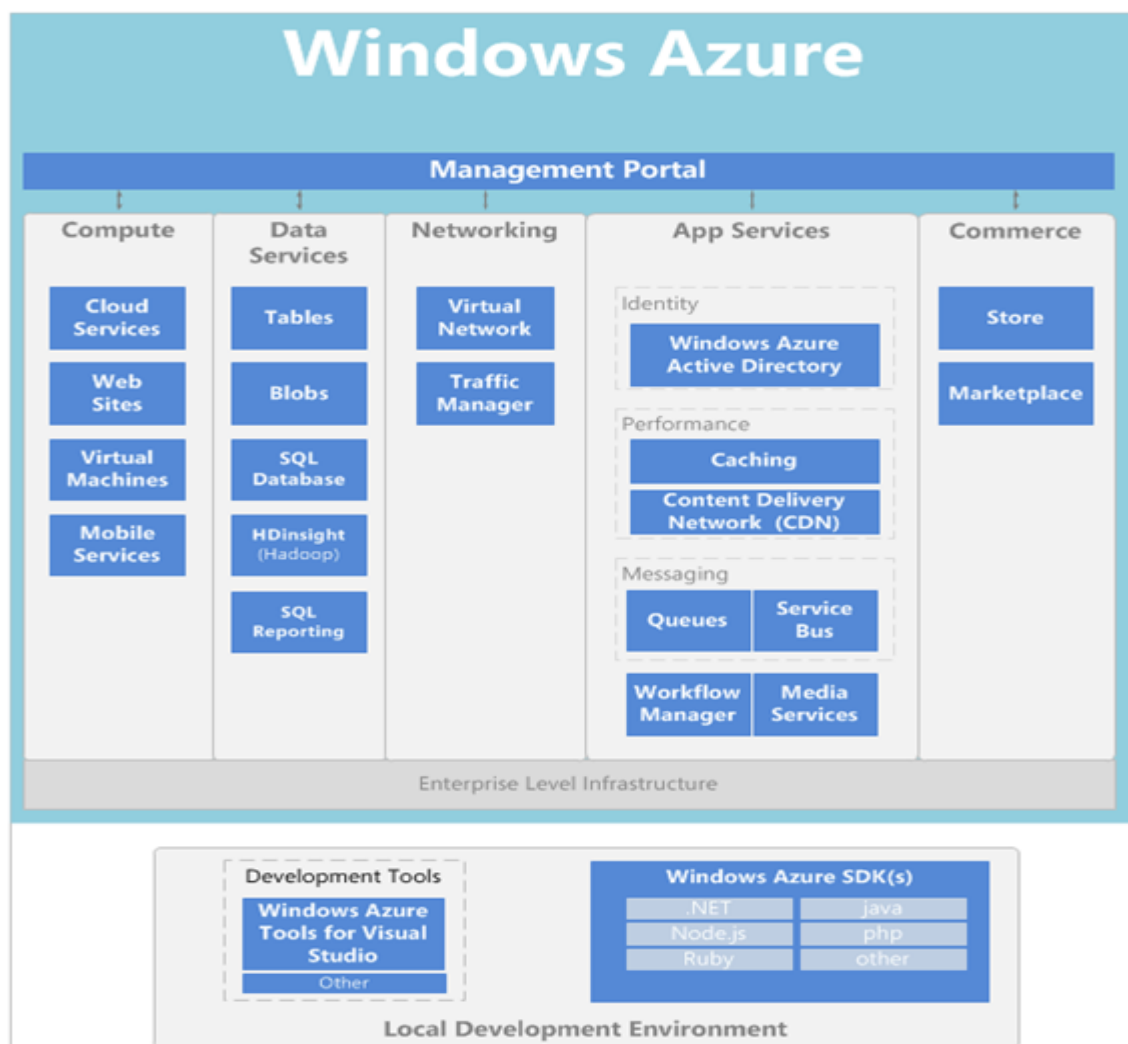 Windows Azure
Management Portal
Compute
Cloud
Services
Web
Sites
Virtual
Machines
Mobile
Services
Data
Services
Tables
Blobs
SQL
Database
HDinsight
(Hadoop)
SQL
Reporting
Networking
Virtual
Network
Traffic
Manager
App Services
Identity
Windows Azure
Active Directory
Performance
Caching
Content Delivery
Network (CDN)
Messaging
Queues
Service
Bus
Workflow
Manager
Media
Services
Commerce
Store
Marketplace
Enterprise Level Infrastructure
Development Tools
Windows Azure
Tools for Visual
Studio
Other
Windows Azure SDK(s)
.NET
java
Node.js
php
Ruby
other
Local Development Environment